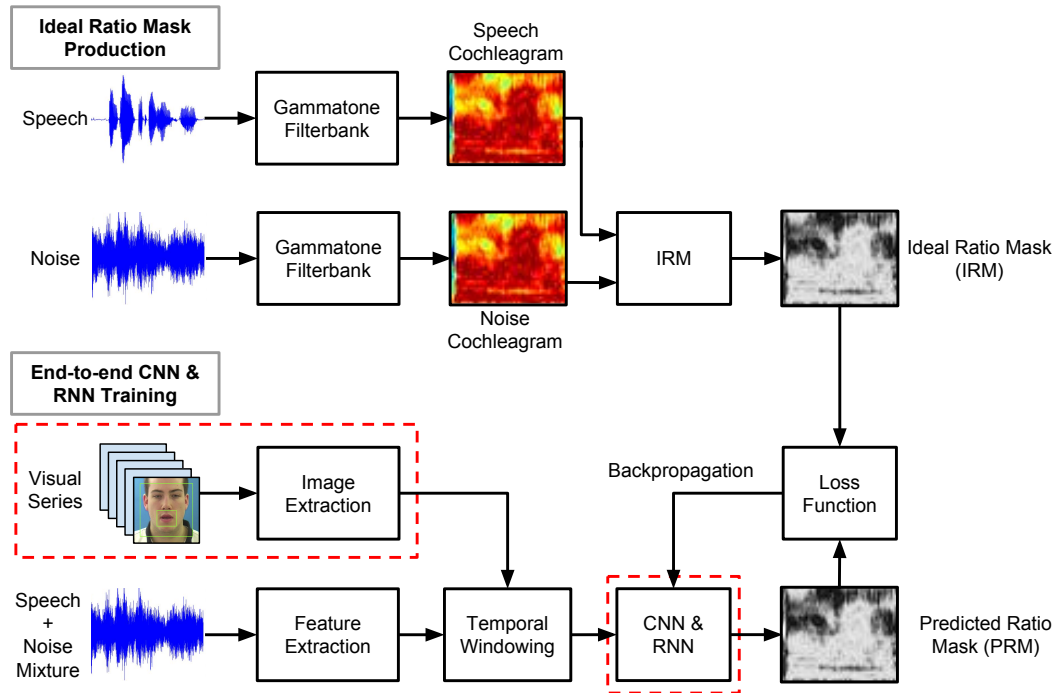 Ideal Ratio Mask
Production
Speech
Gammatone
Filterbank
Speech
Cochleagram
Noise
Gammatone
Filterbank
Noise
Cochleagram
IRM
Ideal Ratio Mask
(IRM)
End-to-end CNN &
RNN Training
Visual
Series
Image
Extraction
Backpropagation
Loss
Function
Speech
+
Noise
Mixture
Feature
Extraction
Temporal
Windowing
CNN &
RNN
Predicted Ratio
Mask (PRM)